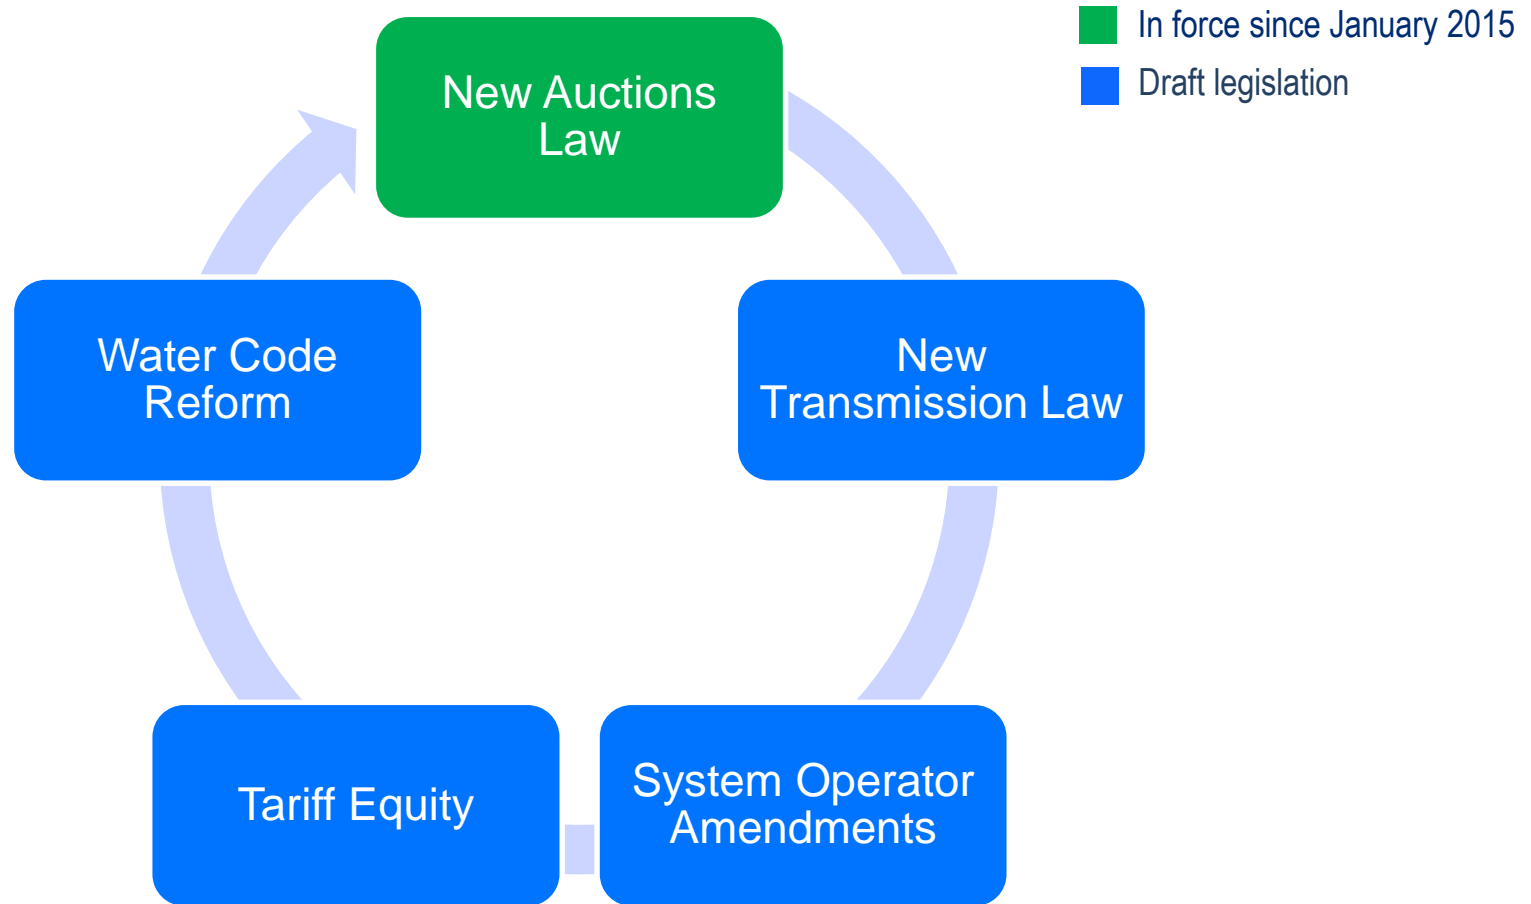 In force since January 2015
Draft legislation
New Auctions
Law
New
Transmission Law
System Operator
Amendments
Tariff Equity
Water Code
Reform